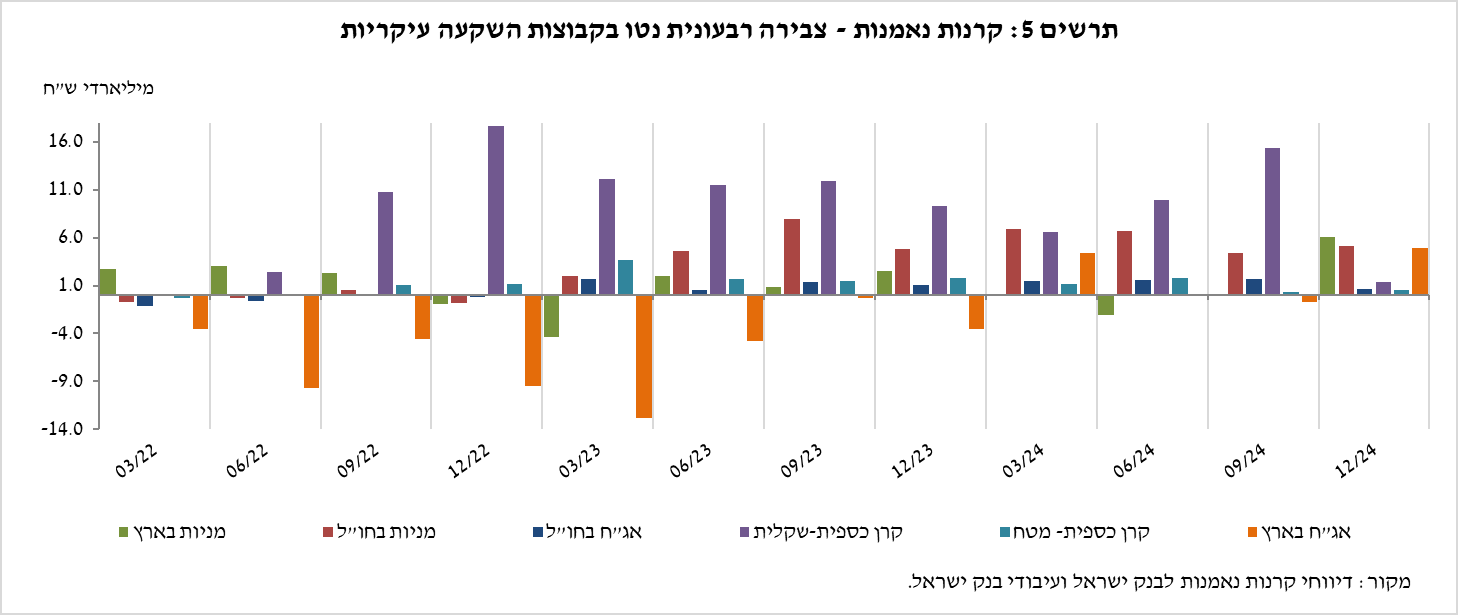 תרשים 5: קרנות נאמנות - צבירה רבעונית נטו בקבוצות השקעה עיקריות
מיליארדי ש"ח
16.0
11.0
6.0
1.0
-4.0
-9.0
-14.0
03/22 06/22 09/22 12/22 03/23 06/23 09/23 12/23 03/24 06/24 09/24 12/24
מניות בארץ מניות בחו"ל אג"ח בחו"ל קרן כספית-שקלית קרן כספית- מטח אג"ח בארץ
מקור: דיווחי קרנות נאמנות לבנק ישראל ועיבודי בנק ישראל.